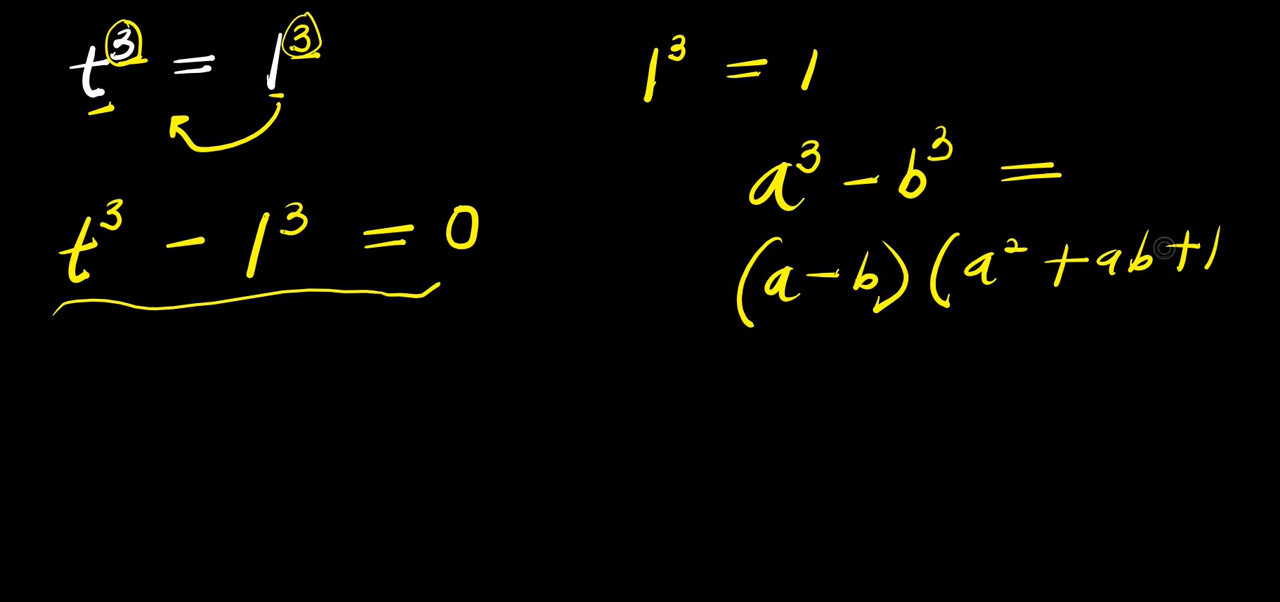 t³ = 1³
t³ - 1³ = 0
1³ = 1
a³ - b³ =
(a - b) (a² + ab + 1